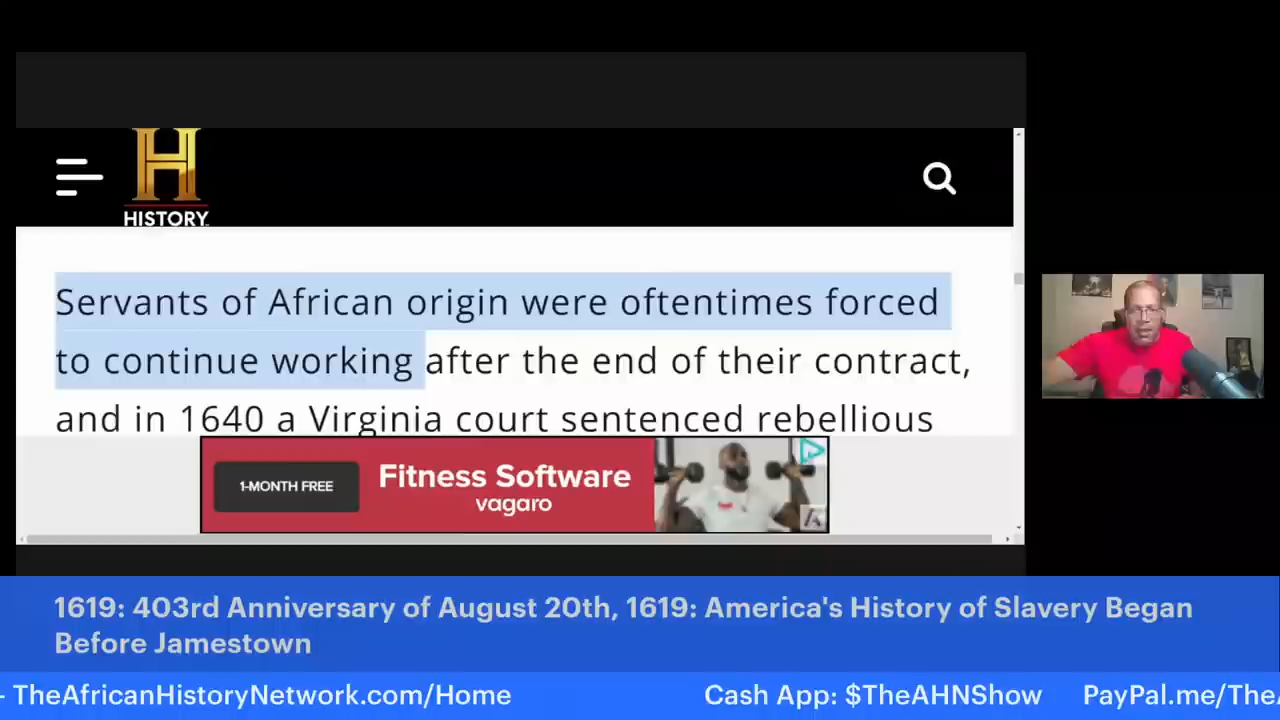 HISTORY
Servants of African origin were oftentimes forced
to continue working after the end of their contract,
and in 1640 a Virginia court sentenced rebellious
1-MONTH FREE
Fitness Software
vagaro
1619: 403rd Anniversary of August 20th, 1619: America's History of Slavery Began
Before Jamestown
- TheAfricanHistoryNetwork.com/Home Cash App: $TheAHNShow PayPal.me/TheA